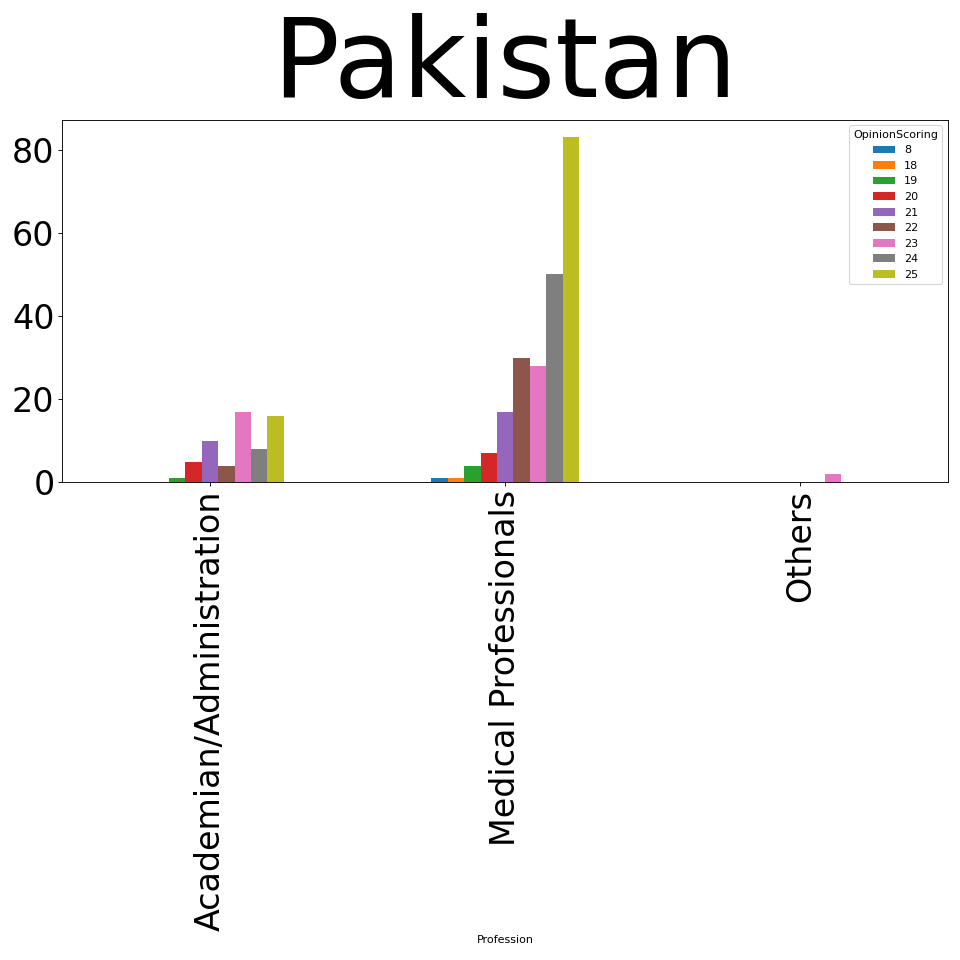 Pakistan
OpinionScoring
8
18
19
20
21
22
23
24
25
80
60
40
20
0
Academian/Administration
Medical Professionals
Others
Profession